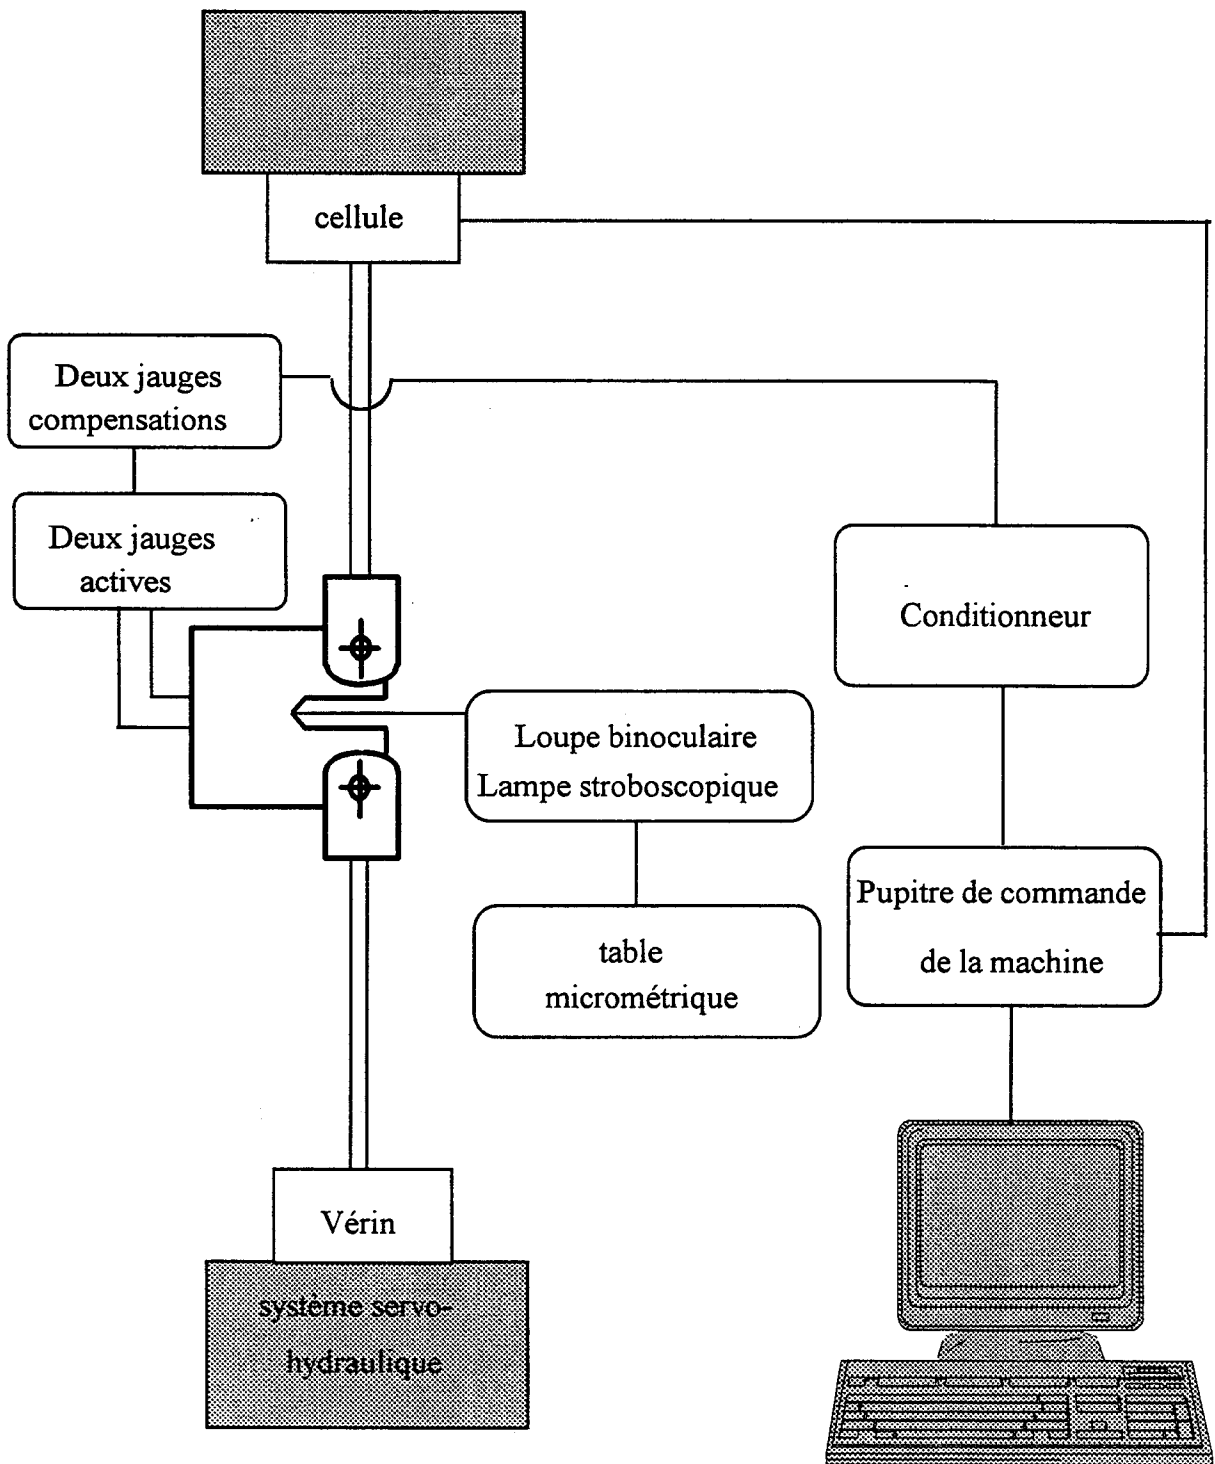 cellule
Deux jauges
compensations
Deux jauges
actives
Conditionneur
Loupe binoculaire
Lampe stroboscopique
Pupitre de commande
de la machine
table
micrométrique
Vérin
système servo-
hydraulique